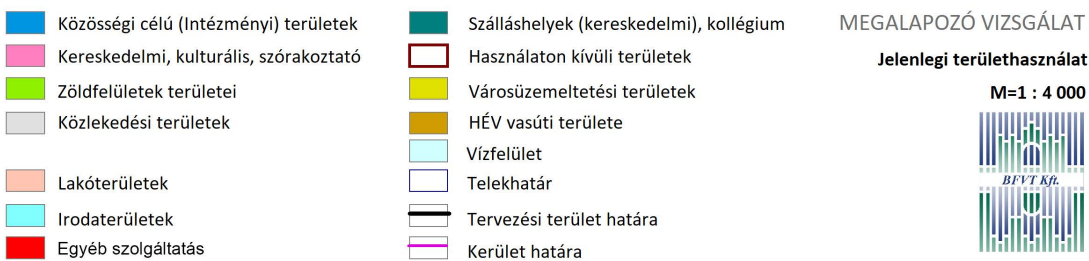 Közösségi célú (Intézményi) területek
Kereskedelmi, kulturális, szórakoztató
Zöldfelületek területei
Közlekedési területek
Lakóterületek
Irodaterületek
Egyéb szolgáltatás
Szálláshelyek (kereskedelmi), kollégium
Használaton kívüli területek
Városüzemeltetési területek
HÉV vasúti területe
Vízfelület
Telekhatár
Tervezési terület határa
Kerület határa
MEGALAPOZÓ VIZSGÁLAT
Jelenlegi területhasználat
M=1 : 4 000
BFVT Kft.